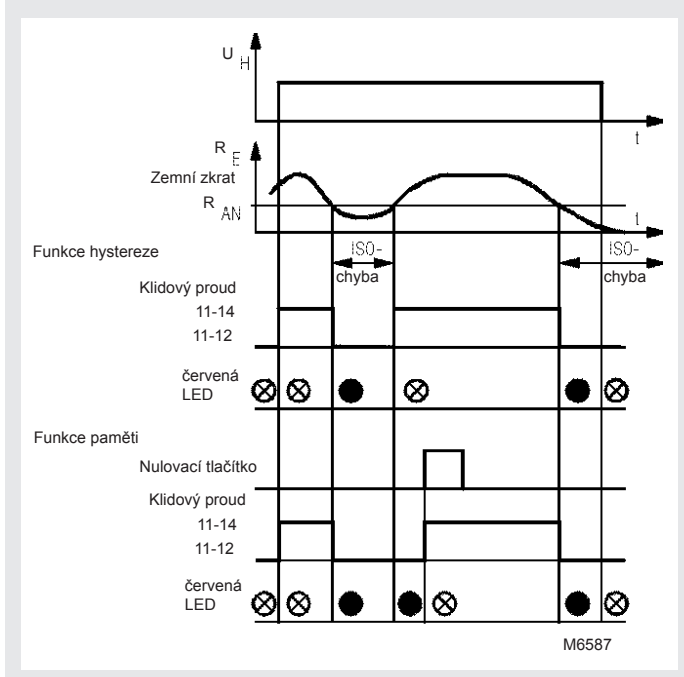 U H
t
R E
Zemní zkrat
R AN
t
Funkce hystereze
ISO- ISO-
chyba chyba
Klidový proud
11-14
11-12
červená
LED
Funkce paměti
Nulovací tlačítko
Klidový proud
11-14
11-12
červená
LED
M6587